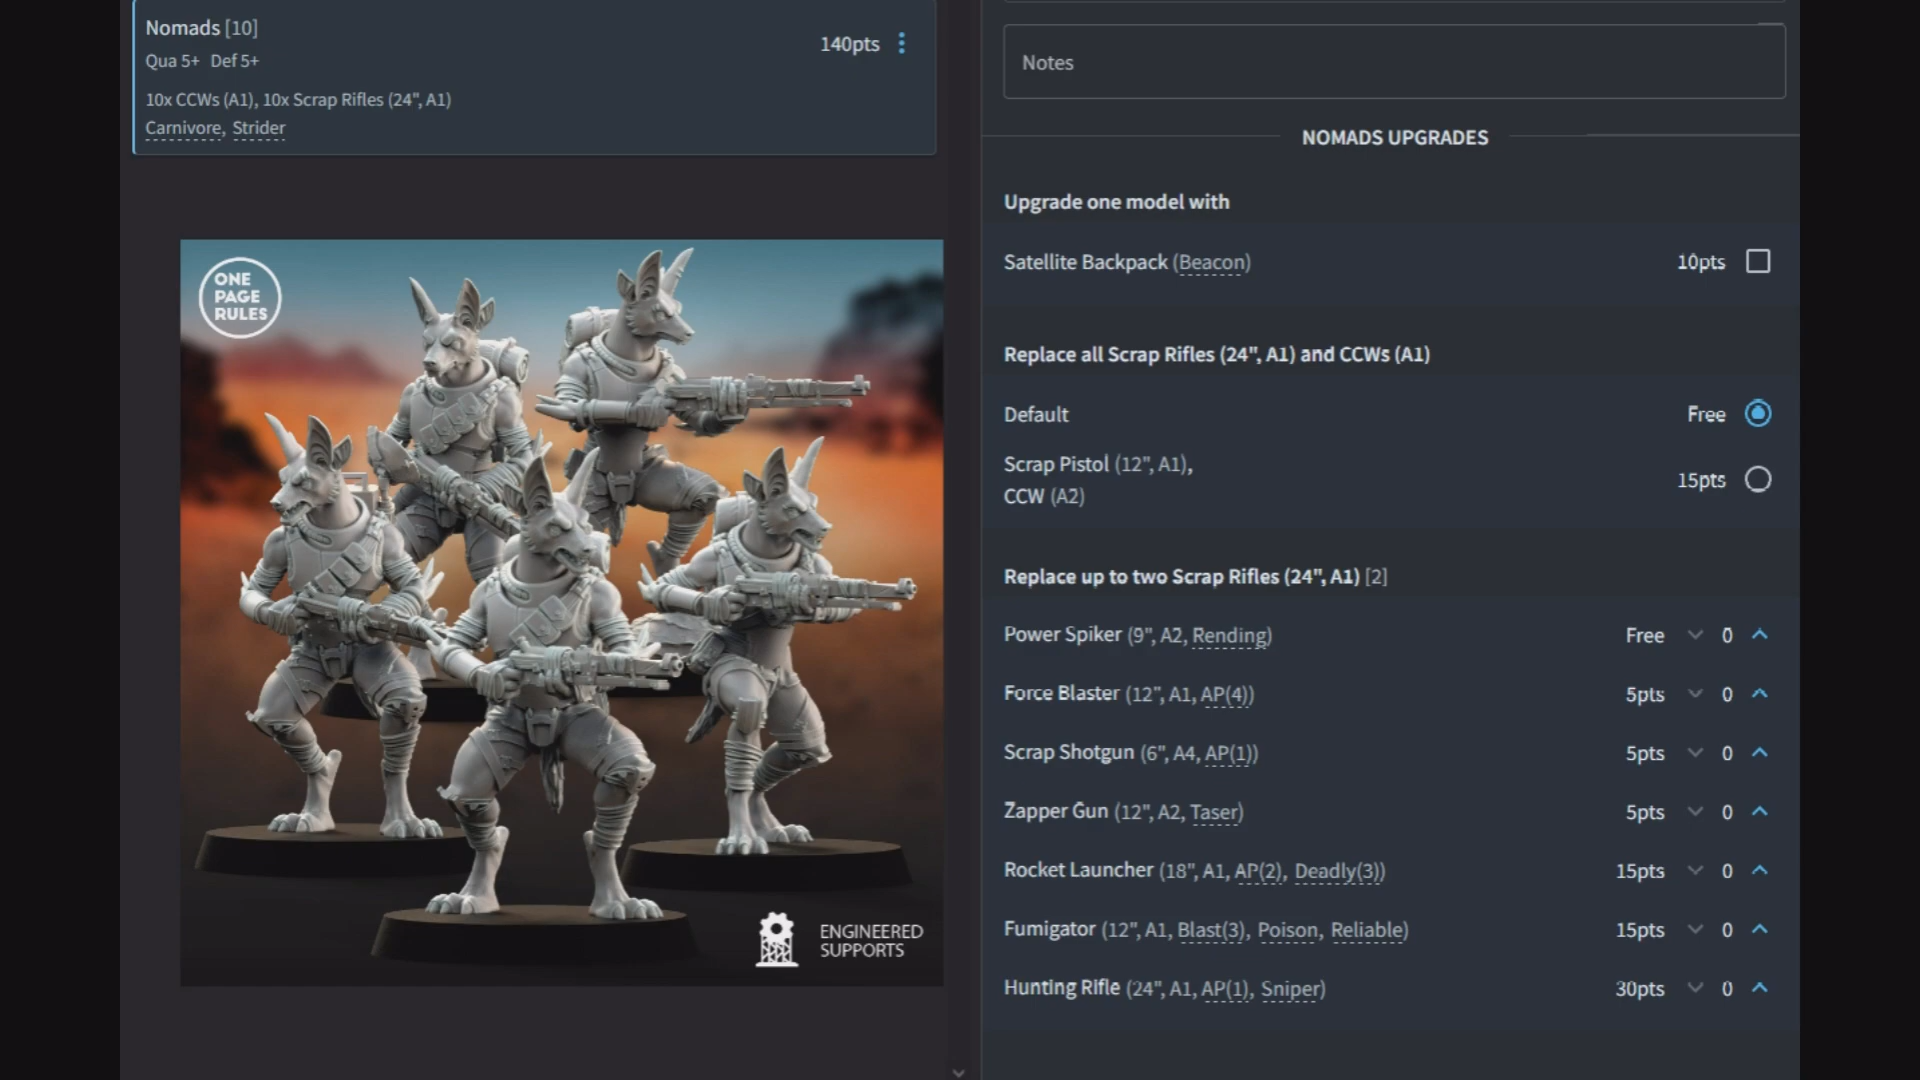 Nomads [10]
Qua 5+ Def 5+
140pts
10x CCWs (A1), 10x Scrap Rifles (24", A1)
Carnivore, Strider
ONE
PAGE
RULES
ENGINEERED
SUPPORTS
Notes
NOMADS UPGRADES
Upgrade one model with
Satellite Backpack (Beacon) 10pts
Replace all Scrap Rifles (24", A1) and CCWs (A1)
Default Free
Scrap Pistol (12", A1),
CCW (A2) 15pts
Replace up to two Scrap Rifles (24", A1) [2]
Power Spiker (9", A2, Rending) Free 0
Force Blaster (12", A1, AP(4)) 5pts 0
Scrap Shotgun (6", A4, AP(1)) 5pts 0
Zapper Gun (12", A2, Taser) 5pts 0
Rocket Launcher (18", A1, AP(2), Deadly(3)) 15pts 0
Fumigator (12", A1, Blast(3), Poison, Reliable) 15pts 0
Hunting Rifle (24", A1, AP(1), Sniper) 30pts 0